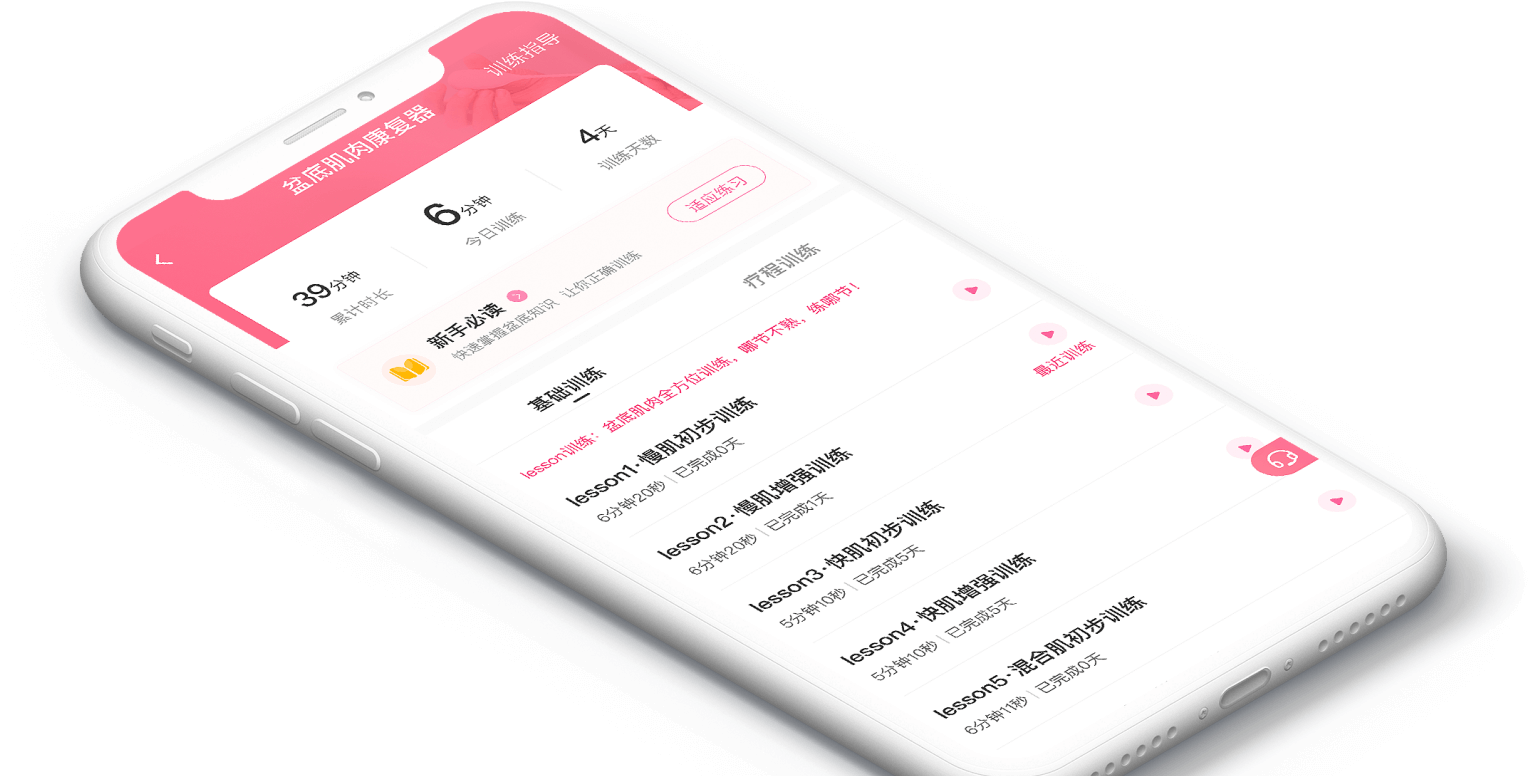 训练指导
盆底肌肉康复器
39分钟
累计时长
6分钟
今日训练
4天
训练天数
新手必读
快速掌握盆底知识 让你正确训练
适应练习
基础训练
疗程训练
lesson训练：盆底肌肉全方位训练，哪节不熟，练哪节！
lesson1·慢肌初步训练
6分钟20秒 | 已完成0天
lesson2·慢肌增强训练
6分钟20秒 | 已完成1天
最近训练
lesson3·快肌初步训练
5分钟10秒 | 已完成5天
lesson4·快肌增强训练
5分钟10秒 | 已完成5天
lesson5·混合肌初步训练
6分钟11秒 | 已完成0天